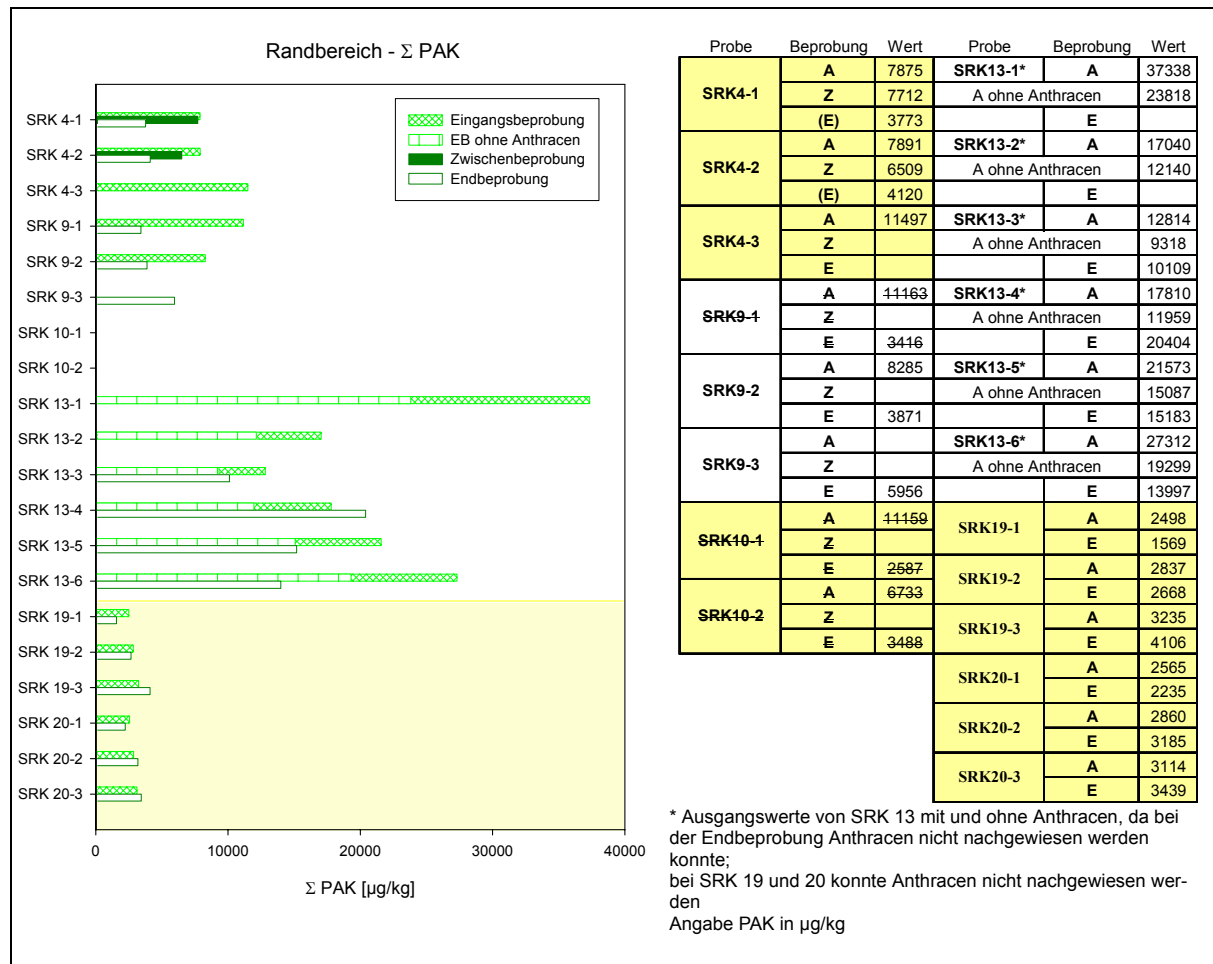 Randbereich - Σ PAK
Eingangsbeprobung
EB ohne Anthracen
Zwischenbeprobung
Endbeprobung
SRK 4-1
SRK 4-2
SRK 4-3
SRK 9-1
SRK 9-2
SRK 9-3
SRK 10-1
SRK 10-2
SRK 13-1
SRK 13-2
SRK 13-3
SRK 13-4
SRK 13-5
SRK 13-6
SRK 19-1
SRK 19-2
SRK 19-3
SRK 20-1
SRK 20-2
SRK 20-3
0 10000 20000 30000 40000
Σ PAK [µg/kg]
Probe Beprobung Wert Probe Beprobung Wert
A 7875 SRK13-1* A 37338
SRK4-1 Z 7712 A ohne Anthracen 23818
(E) 3773 E
A 7891 SRK13-2* A 17040
SRK4-2 Z 6509 A ohne Anthracen 12140
(E) 4120 E
A 11497 SRK13-3* A 12814
SRK4-3 Z A ohne Anthracen 9318
E E 10109
A 11163 SRK13-4* A 17810
SRK9-1 Z A ohne Anthracen 11959
E 3416 E 20404
A 8285 SRK13-5* A 21573
SRK9-2 Z A ohne Anthracen 15087
E 3871 E 15183
A SRK13-6* A 27312
SRK9-3 Z A ohne Anthracen 19299
E 5956 E 13997
A 11159 SRK19-1 A 2498
SRK10-1 Z E 1569
E 2587 SRK19-2 A 2837
A 6733 E 2668
SRK10-2 Z SRK19-3 A 3235
E 3488 E 4106
SRK20-1 A 2565
E 2235
SRK20-2 A 2860
E 3185
SRK20-3 A 3114
E 3439
* Ausgangswerte von SRK 13 mit und ohne Anthracen, da bei
der Endbeprobung Anthracen nicht nachgewiesen werden
konnte;
bei SRK 19 und 20 konnte Anthracen nicht nachgewiesen wer-
den
Angabe PAK in µg/kg